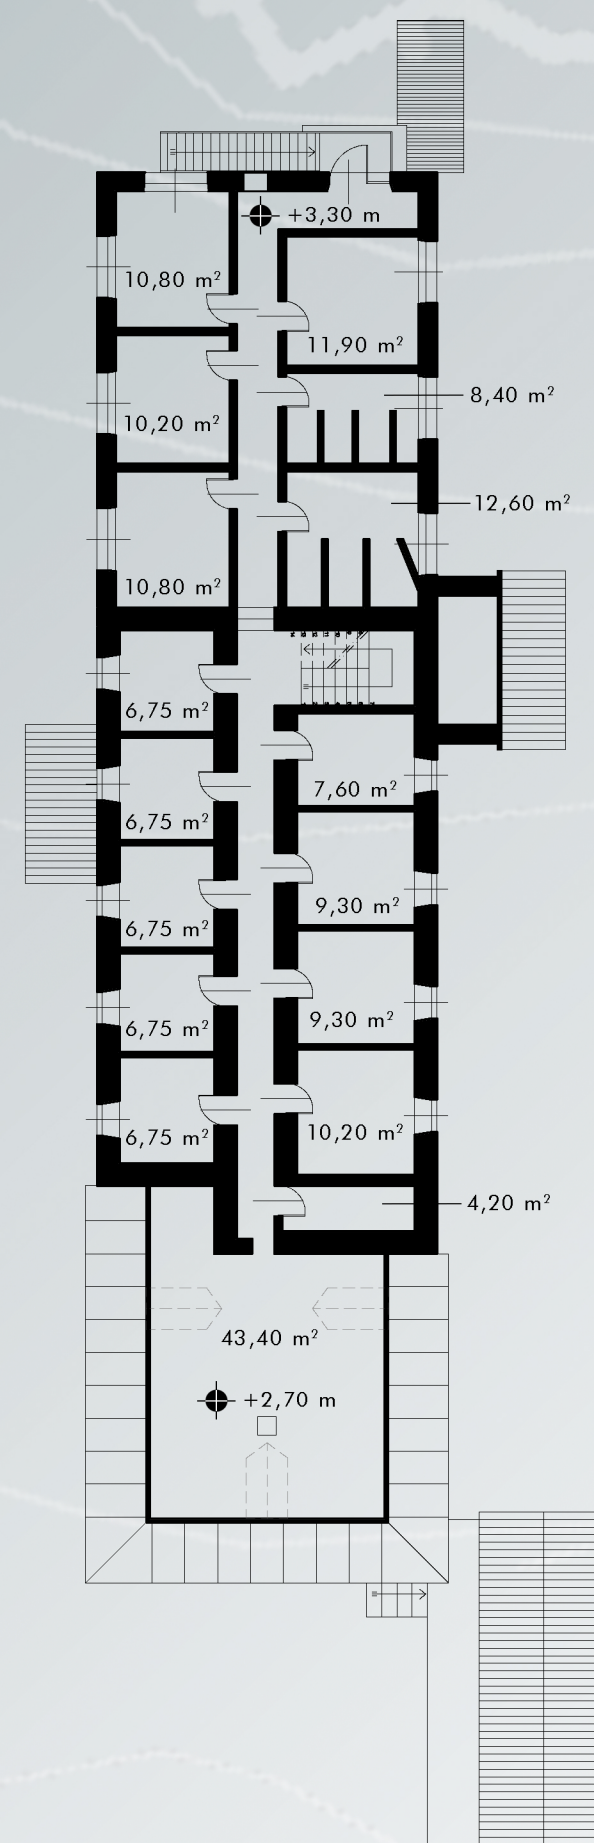 +3,30 m
10,80 m²
11,90 m²
8,40 m²
10,20 m²
12,60 m²
10,80 m²
6,75 m²
7,60 m²
6,75 m²
9,30 m²
6,75 m²
9,30 m²
6,75 m²
10,20 m²
6,75 m²
4,20 m²
43,40 m²
+2,70 m